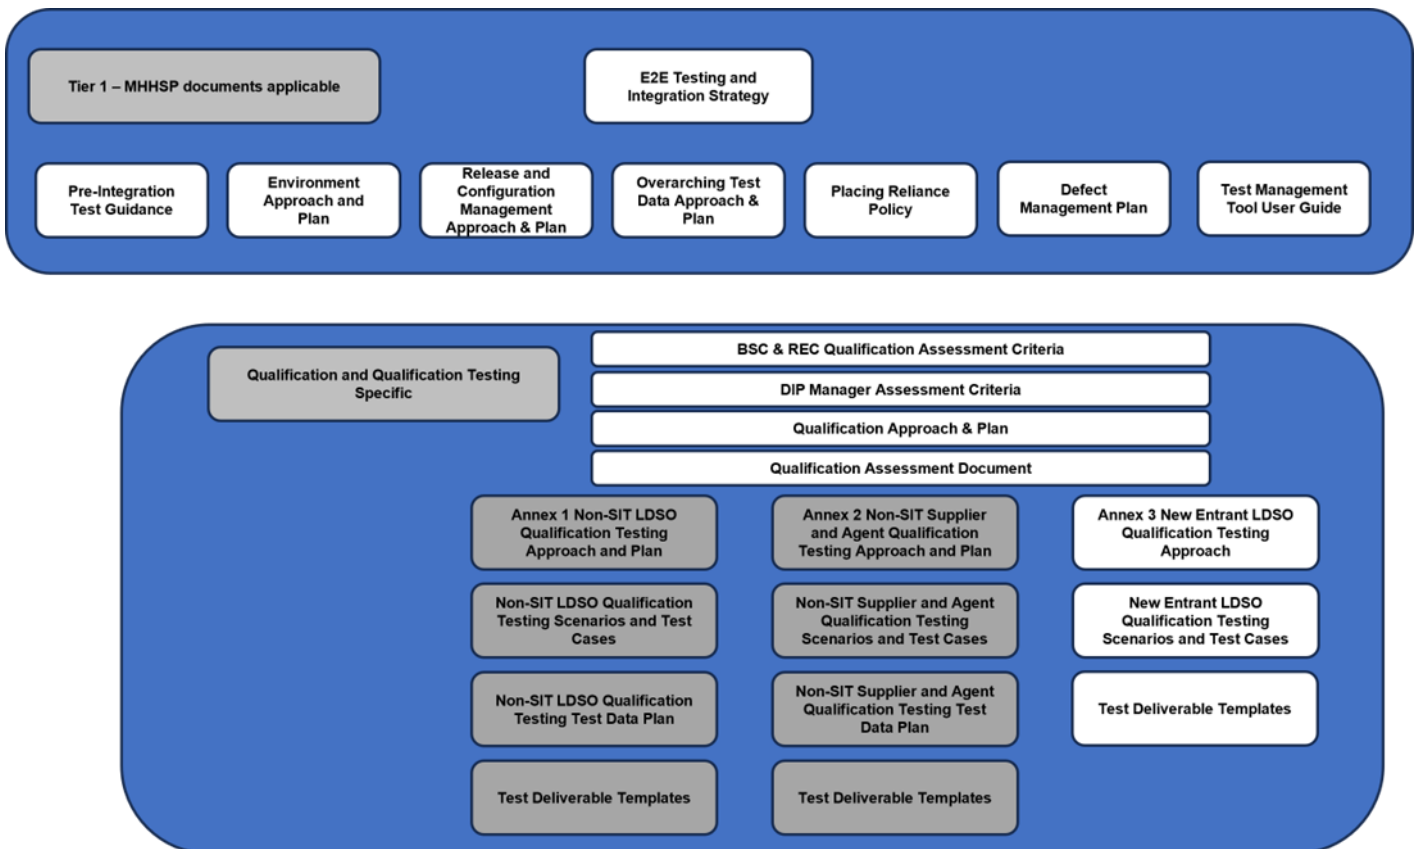 Tier 1 – MHHSP documents applicable
E2E Testing and
Integration Strategy
Pre-Integration
Test Guidance
Environment
Approach and
Plan
Release and
Configuration
Management
Approach & Plan
Overarching Test
Data Approach &
Plan
Placing Reliance
Policy
Defect
Management Plan
Test Management
Tool User Guide
Qualification and Qualification Testing
Specific
BSC & REC Qualification Assessment Criteria
DIP Manager Assessment Criteria
Qualification Approach & Plan
Qualification Assessment Document
Annex 1 Non-SIT LDSO
Qualification Testing
Approach and Plan
Annex 2 Non-SIT Supplier
and Agent Qualification
Testing Approach and Plan
Annex 3 New Entrant LDSO
Qualification Testing
Approach
Non-SIT LDSO Qualification
Testing Scenarios and Test
Cases
Non-SIT Supplier and Agent
Qualification Testing
Scenarios and Test Cases
New Entrant LDSO
Qualification Testing
Scenarios and Test Cases
Non-SIT LDSO Qualification
Testing Test Data Plan
Non-SIT Supplier and Agent
Qualification Testing Test
Data Plan
Test Deliverable Templates
Test Deliverable Templates
Test Deliverable Templates